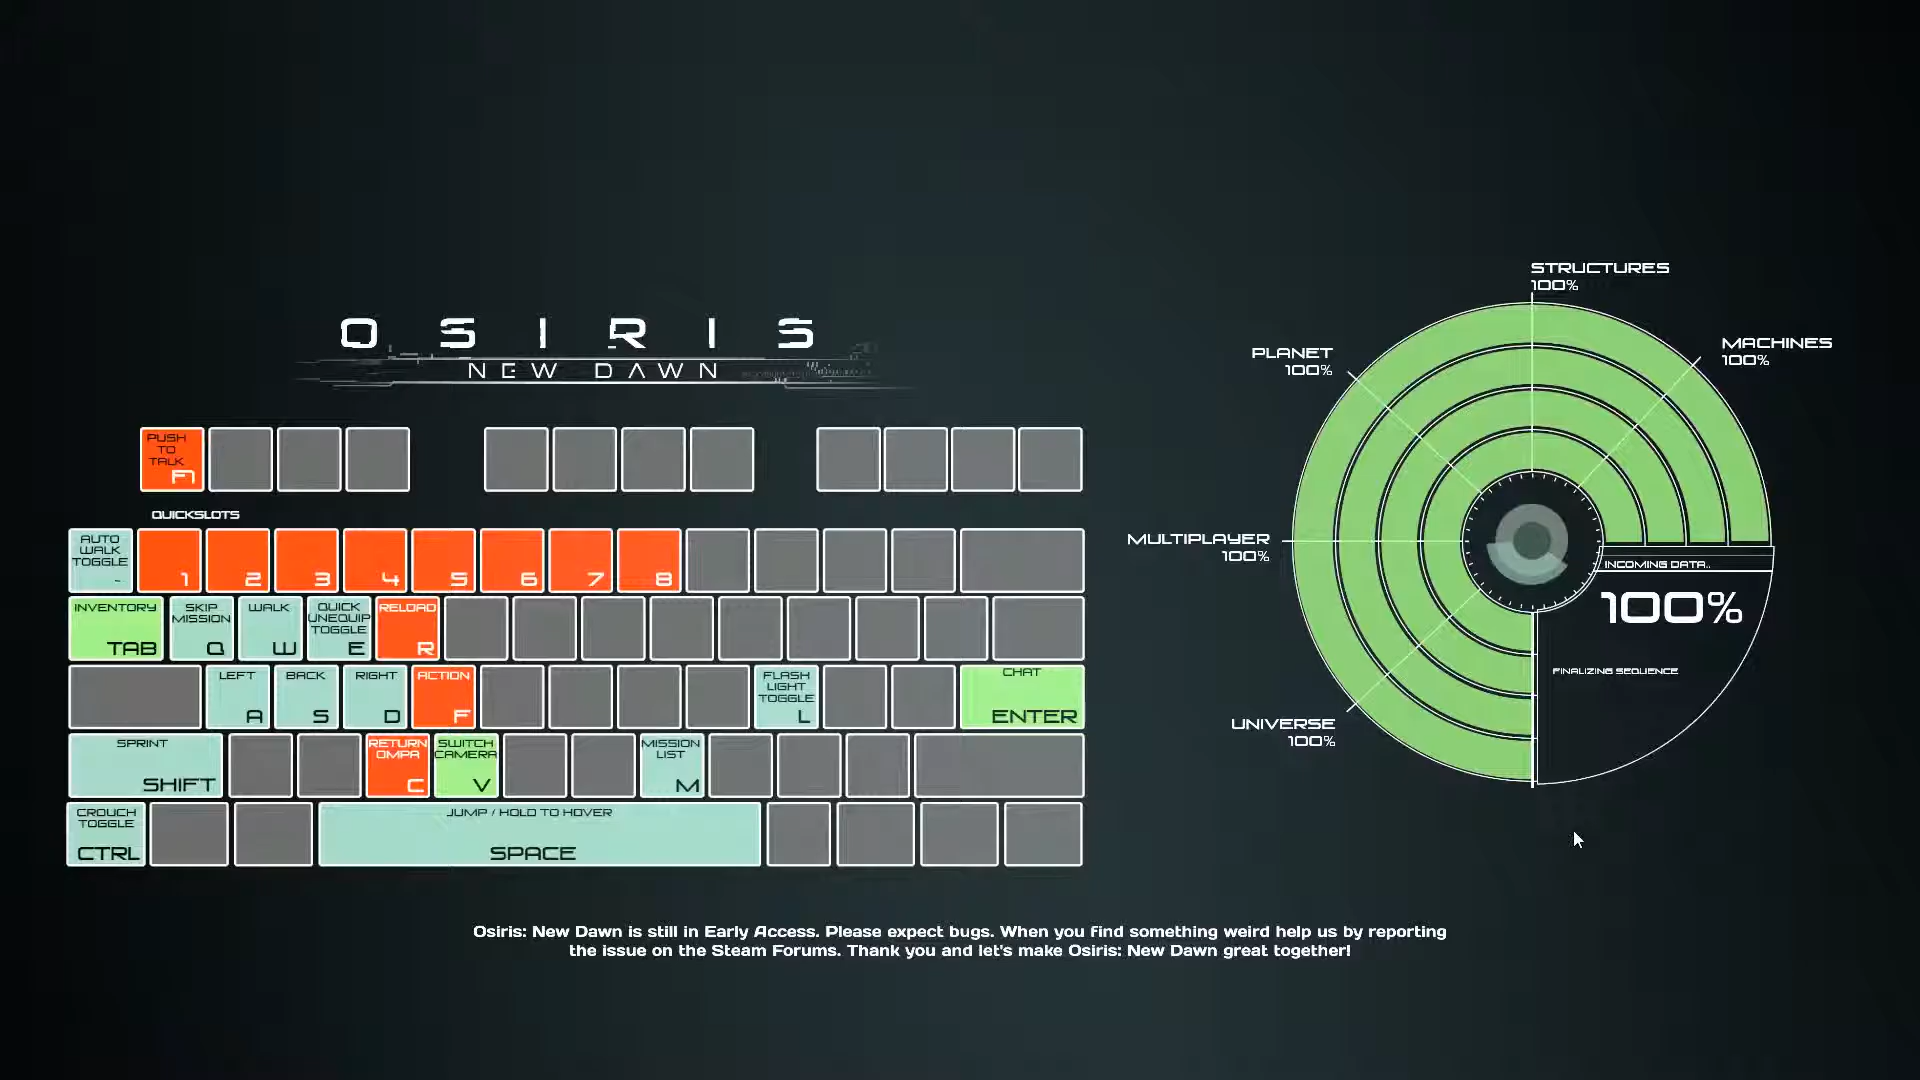 OSIRIS
NEW DAWN
PUSH
TO
TALK
F1
QUICKSLOTS
AUTO
WALK
TOGGLE
~
1
2
3
4
5
6
7
8
INVENTORY
TAB
SKIP
MISSION
Q
WALK
W
QUICK
UNEQUIP
TOGGLE
E
RELOAD
R
LEFT
A
BACK
S
RIGHT
D
ACTION
F
FLASH
LIGHT
TOGGLE
L
CHAT
ENTER
SPRINT
SHIFT
RETURN
OMPA
C
SWITCH
CAMERA
V
MISSION
LIST
M
CROUCH
TOGGLE
CTRL
JUMP / HOLD TO HOVER
SPACE
STRUCTURES
100%
MACHINES
100%
PLANET
100%
MULTIPLAYER
100%
UNIVERSE
100%
INCOMING DATA..
100%
FINALIZING SEQUENCE
Osiris: New Dawn is still in Early Access. Please expect bugs. When you find something weird help us by reporting
the issue on the Steam Forums. Thank you and let's make Osiris: New Dawn great together!